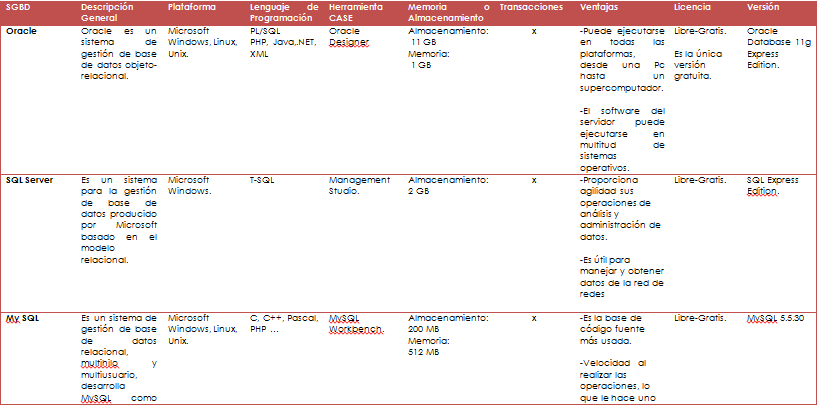 SGBD
Descripción
General
Plataforma
Lenguaje de
Programación
Herramienta
CASE
Memoria o
Almacenamiento
Transacciones
Ventajas
Licencia
Versión
Oracle
Oracle es un
sistema de
gestión de base
de datos objeto-
relacional.
Microsoft
Windows, Linux,
Unix.
PL/SQL
PHP, Java,.NET,
XML
Oracle
Designer
Almacenamiento:
11 GB
Memoria:
1 GB
x
-Puede ejecutarse
en todas las
plataformas,
desde una Pc
hasta un
supercomputador.
-El software del
servidor puede
ejecutarse en
multitud de
sistemas
operativos.
Libre-Gratis.
Es la única
versión
gratuita.
Oracle
Database 11g
Express
Edition.
SQL Server
Es un sistema
para la gestión
de base de
datos producido
por Microsoft
basado en el
modelo
relacional.
Microsoft
Windows.
T-SQL
Management
Studio.
Almacenamiento:
2 GB
x
-Proporciona
agilidad sus
operaciones de
análisis y
administración de
datos.
-Es útil para
manejar y obtener
datos de la red de
redes
Libre-Gratis.
SQL Express
Edition.
My SQL
Es un sistema de
gestión de base
de datos
relacional,
multihilo y
multiusuario,
desarrolla
MySQL como
Microsoft
Windows, Linux,
Unix.
C, C++, Pascal,
PHP ...
MySQL
Workbench.
Almacenamiento:
200 MB
Memoria:
512 MB
x
-Es la base de
código fuente
más usada.
-Velocidad al
realizar las
operaciones, lo
que le hace uno
Libre-Gratis.
MySQL 5.5.30